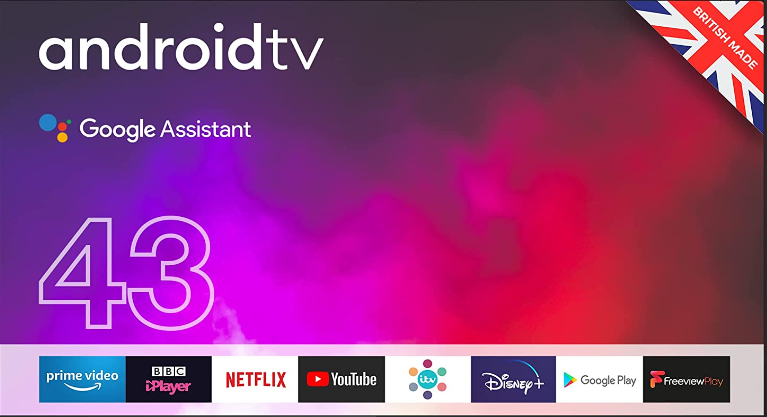 androidtv
BRITISH MADE
Google Assistant
43
prime video
BBC
iPlayer
NETFLIX
YouTube
itv
Disney+
Google Play
FreeviewPlay